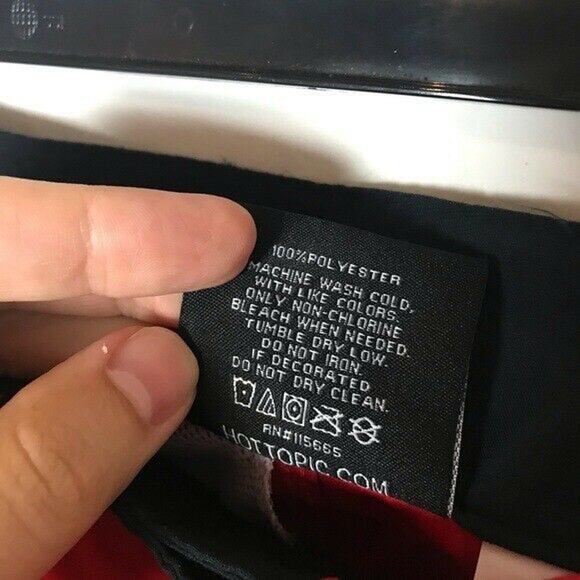 100%POLYESTER
MACHINE WASH COLD,
WITH LIKE COLORS.
ONLY NON-CHLORINE
BLEACH WHEN NEEDED.
TUMBLE DRY LOW.
DO NOT IRON
IF DECORATED
DO NOT DRY CLEAN.
RN#115665
HOTTOPIC.COM